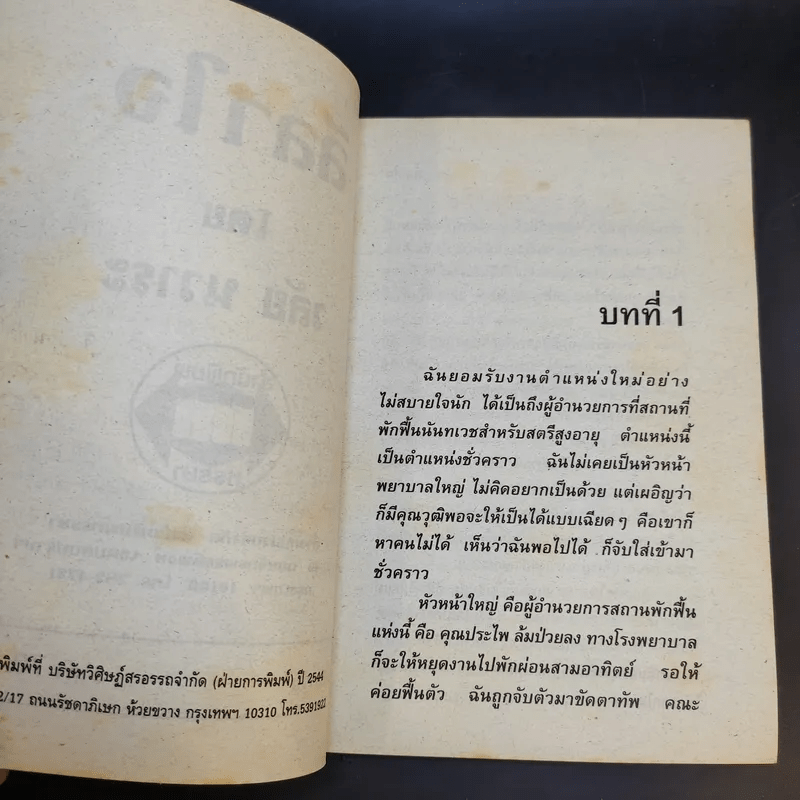 พิมพ์ที่ บริษัทวิศิษฎ์สรอรรถจำกัด (ฝ่ายการพิมพ์) ปี 2544
2/17 ถนนรัชดาภิเษก ห้วยขวาง กรุงเทพฯ 10310 โทร.5391922
บทที่ 1
ฉันยอมรับงานตำแหน่งใหม่อย่าง
ไม่สบายใจนัก ได้เป็นถึงผู้อำนวยการที่สถานที่
พักฟื้นนันทเวชสำหรับสตรีสูงอายุ ตำแหน่งนี้
เป็นตำแหน่งชั่วคราว ฉันไม่เคยเป็นหัวหน้า
พยาบาลใหญ่ ไม่คิดอยากเป็นด้วย แต่เผอิญว่า
ก็มีคุณวุฒิพอจะให้เป็นได้แบบเฉียดๆ คือเขาก็
หาคนไม่ได้ เห็นว่าฉันพอไปได้ ก็จับใส่เข้ามา
ชั่วคราว
หัวหน้าใหญ่ คือผู้อำนวยการสถานพักฟื้น
แห่งนี้ คือ คุณประไพ ล้มป่วยลง ทางโรงพยาบาล
ก็จะให้หยุดงานไปพักผ่อนสามอาทิตย์ รอให้
ค่อยฟื้นตัว ฉันถูกจับตัวมาขัดตาทัพ คณะ